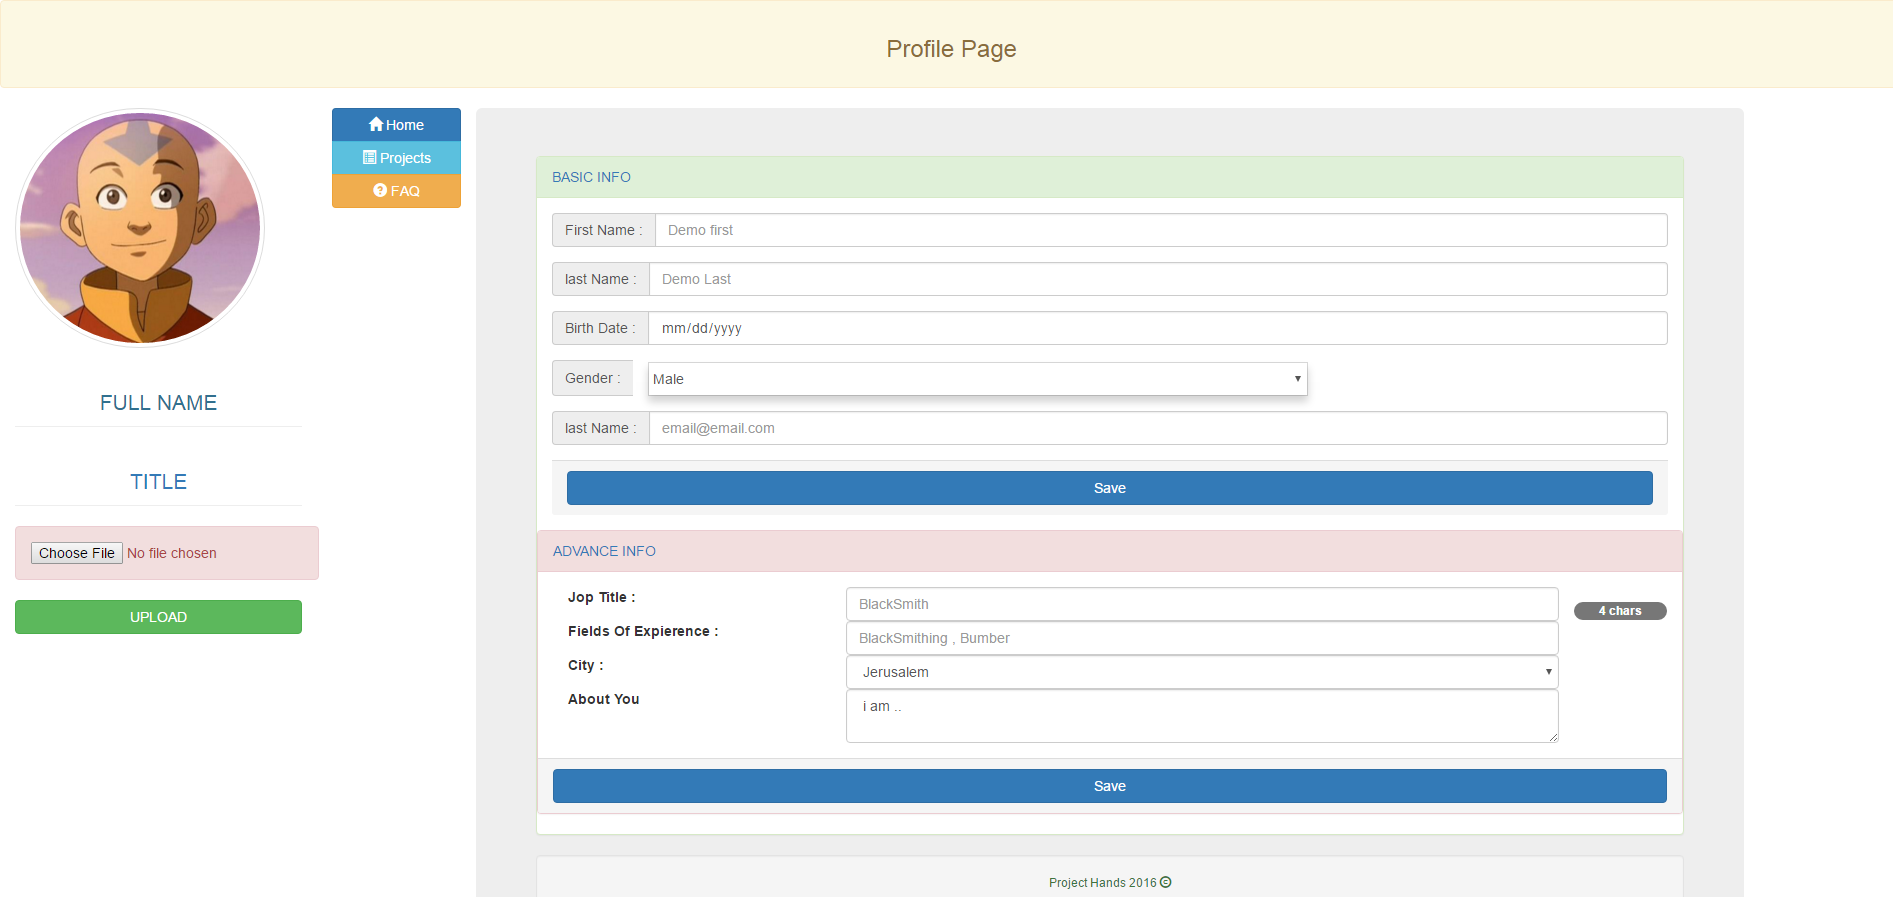 Profile Page
Home
Projects
FAQ
FULL NAME
TITLE
Choose File No file chosen
UPLOAD
BASIC INFO
First Name : Demo first
last Name : Demo Last
Birth Date : mm/dd/yyyy
Gender : Male
last Name : email@email.com
Save
ADVANCE INFO
Jop Title : BlackSmith 4 chars
Fields Of Expierence : BlackSmithing , Bumber
City : Jerusalem
About You i am ..
Save
Project Hands 2016 ©